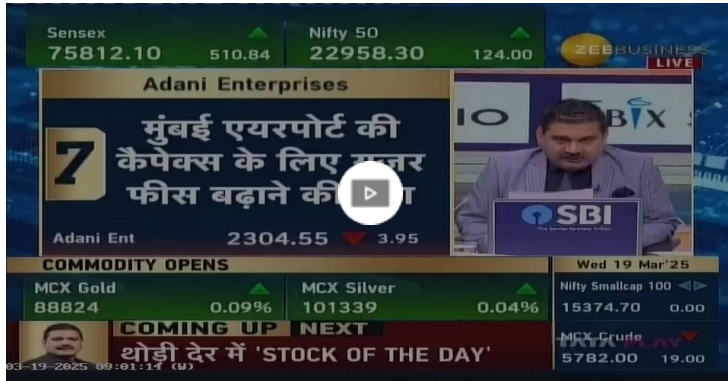 Sensex
75812.10 510.84
Nifty 50
22958.30 124.00
ZEEBUSINESS
LIVE
Adani Enterprises
7
मुंबई एयरपोर्ट की
कैपेक्स के लिए
फीस बढ़ाने की
Adani Ent 2304.55 3.95
SBI
COMMODITY OPENS
MCX Gold
88824 0.09%
MCX Silver
101339 0.04%
Wed 19 Mar'25
Nifty Smallcap 100
15374.70 0.00
MCX Crude
5782.00 19.00
TATA PLAY
COMING UP NEXT
थोड़ी देर में 'STOCK OF THE DAY'
03-19-2025 09:01:14 (W)